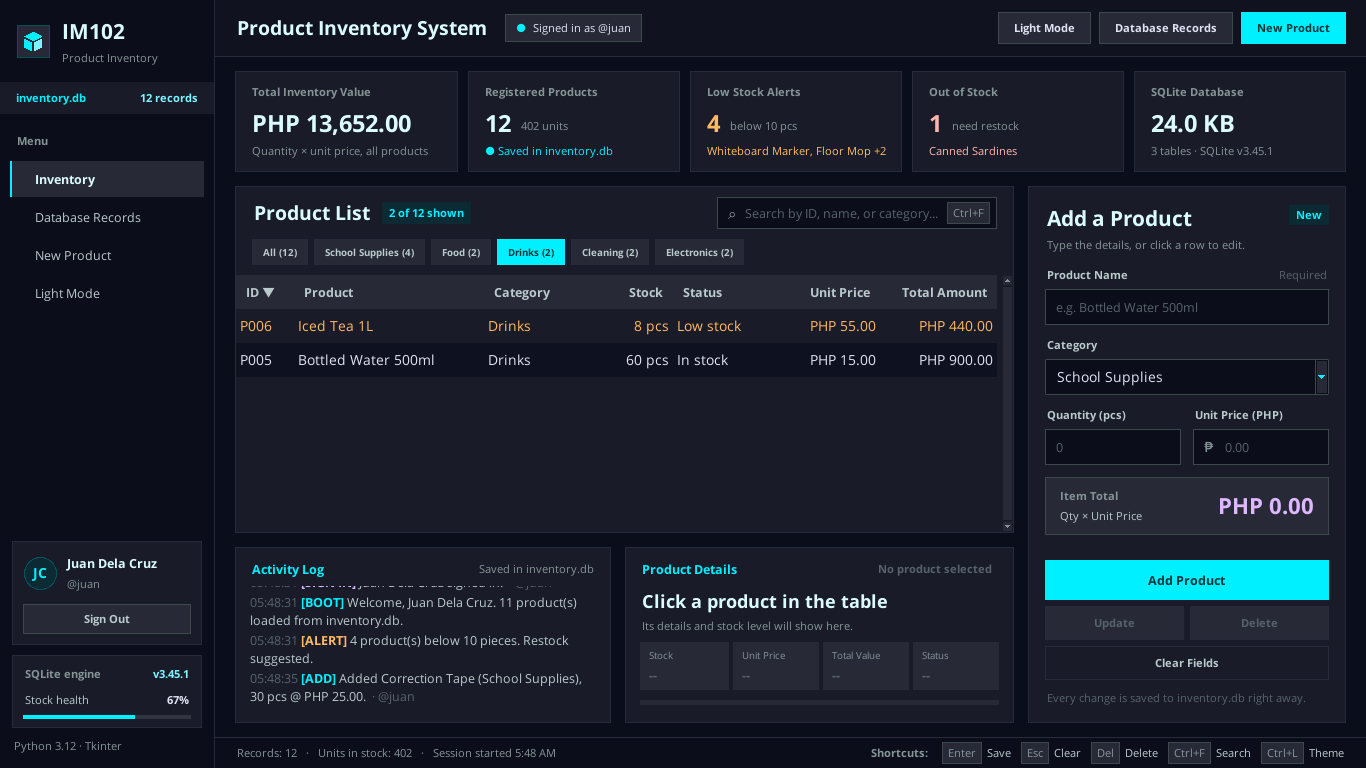 IM102
Product Inventory
inventory.db 12 records
Menu
Inventory
Database Records
New Product
Light Mode
JC Juan Dela Cruz
@juan
Sign Out
SQLite engine v3.45.1
Stock health 67%
Python 3.12 · Tkinter
Product Inventory System
Signed in as @juan
Light Mode Database Records New Product
Total Inventory Value
PHP 13,652.00
Quantity × unit price, all products
Registered Products
12 402 units
Saved in inventory.db
Low Stock Alerts
4 below 10 pcs
Whiteboard Marker, Floor Mop +2
Out of Stock
1 need restock
Canned Sardines
SQLite Database
24.0 KB
3 tables · SQLite v3.45.1
Product List 2 of 12 shown
Search by ID, name, or category... Ctrl+F
All (12) School Supplies (4) Food (2) Drinks (2) Cleaning (2) Electronics (2)
ID ▼ Product Category Stock Status Unit Price Total Amount
P006 Iced Tea 1L Drinks 8 pcs Low stock PHP 55.00 PHP 440.00
P005 Bottled Water 500ml Drinks 60 pcs In stock PHP 15.00 PHP 900.00
Activity Log Saved in inventory.db
05:48:31 [BOOT] Welcome, Juan Dela Cruz. 11 product(s)
loaded from inventory.db.
05:48:31 [ALERT] 4 product(s) below 10 pieces. Restock
suggested.
05:48:35 [ADD] Added Correction Tape (School Supplies),
30 pcs @ PHP 25.00. · @juan
Product Details No product selected
Click a product in the table
Its details and stock level will show here.
Stock Unit Price Total Value Status
-- -- -- --
Add a Product New
Type the details, or click a row to edit.
Product Name Required
e.g. Bottled Water 500ml
Category
School Supplies
Quantity (pcs) Unit Price (PHP)
0 ₱ 0.00
Item Total
Qty × Unit Price
PHP 0.00
Add Product
Update Delete
Clear Fields
Every change is saved to inventory.db right away.
Records: 12 · Units in stock: 402 · Session started 5:48 AM
Shortcuts: Enter Save Esc Clear Del Delete Ctrl+F Search Ctrl+L Theme